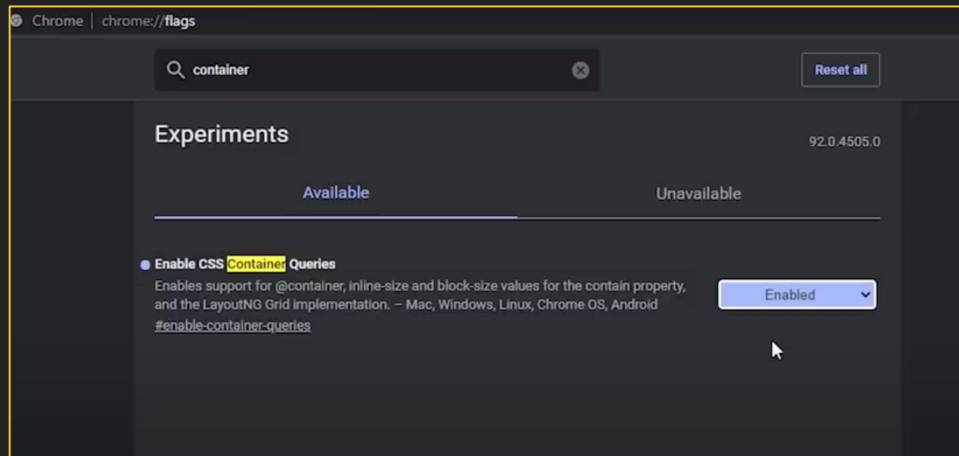 Chrome | chrome://flags
container
Reset all
Experiments
92.0.4505.0
Available
Unavailable
Enable CSS Container Queries
Enables support for @container, inline-size and block-size values for the contain property,
and the LayoutNG Grid implementation. – Mac, Windows, Linux, Chrome OS, Android
#enable-container-queries
Enabled